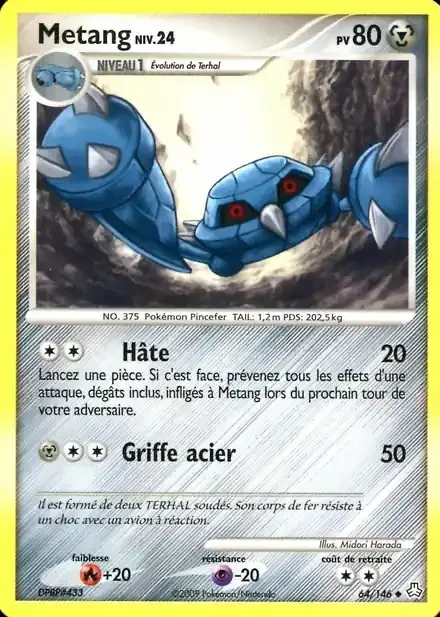 Metang NIV.24
PV 80
NIVEAU 1 Évolution de Terhal
NO. 375 Pokémon Pincefer TAIL: 1,2 m PDS: 202,5 kg
Hâte 20
Lancez une pièce. Si c'est face, prévenez tous les effets d'une
attaque, dégâts inclus, infligés à Metang lors du prochain tour de
votre adversaire.
Griffe acier 50
Il est formé de deux TERHAL soudés. Son corps de fer résiste à
un choc avec un avion à réaction.
Illus. Midori Harada
faiblesse résistance coût de retraite
+20 -20
DPBP#433 ©2009 Pokémon/Nintendo 64/146